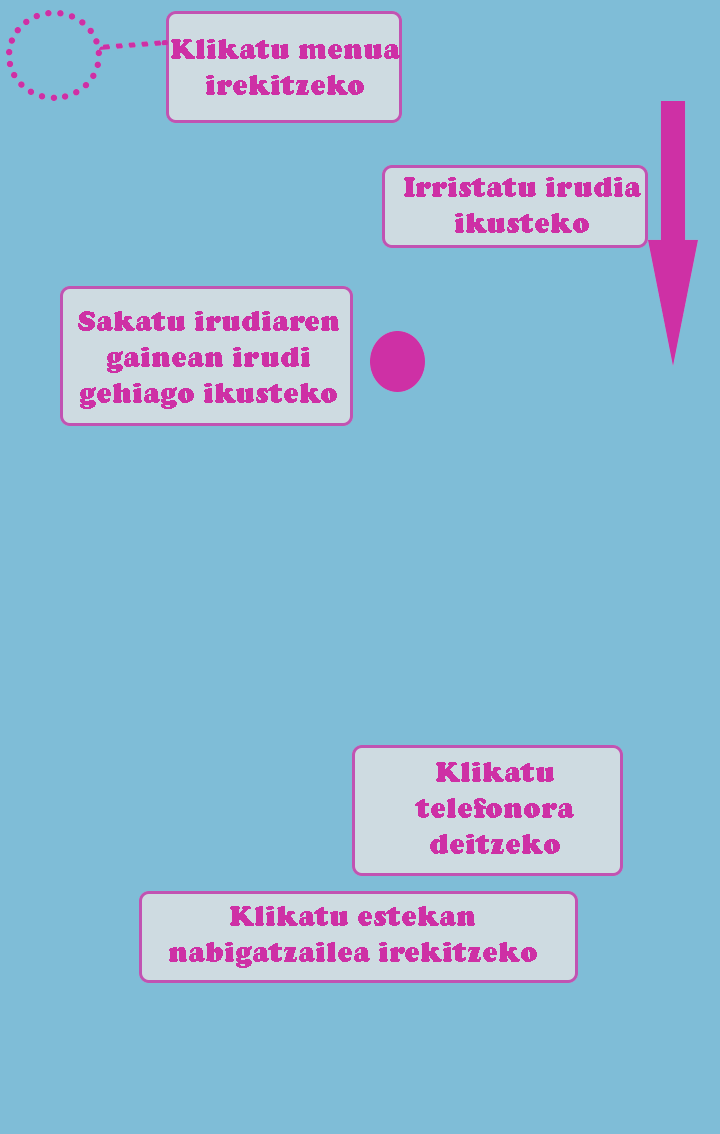 Klikatu menua
irekitzeko
Irristatu irudia
ikusteko
Sakatu irudiaren
gainean irudi
gehiago ikusteko
Klikatu
telefonora
deitzeko
Klikatu estekan
nabigatzailea irekitzeko